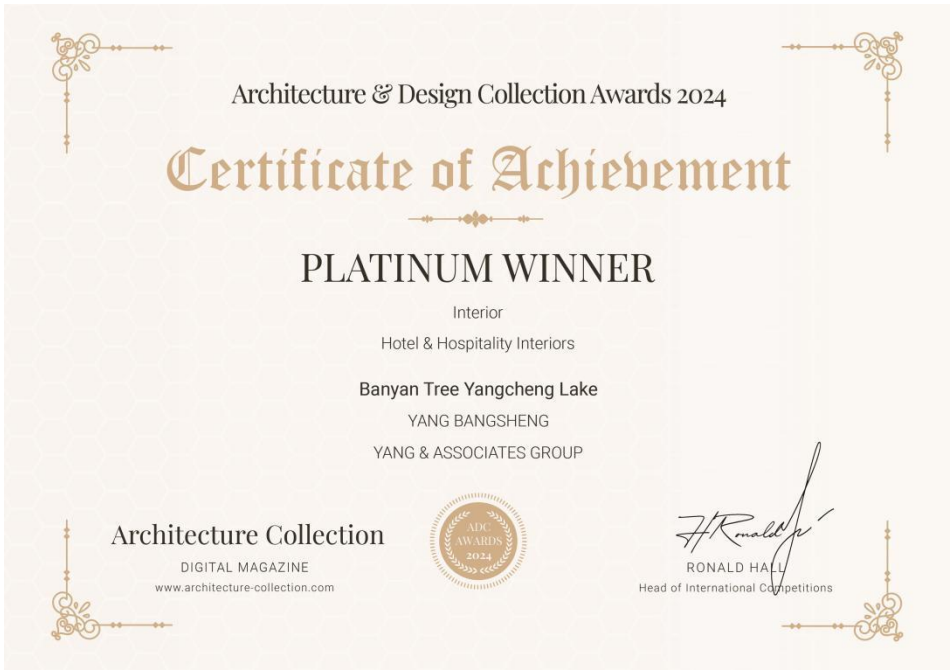 Architecture & Design Collection Awards 2024
Certificate of Achievement
PLATINUM WINNER
Interior
Hotel & Hospitality Interiors
Banyan Tree Yangcheng Lake
YANG BANGSHENG
YANG & ASSOCIATES GROUP
Architecture Collection
DIGITAL MAGAZINE
www.architecture-collection.com
ADC
AWARDS
2024
RONALD HALL
Head of International Competitions